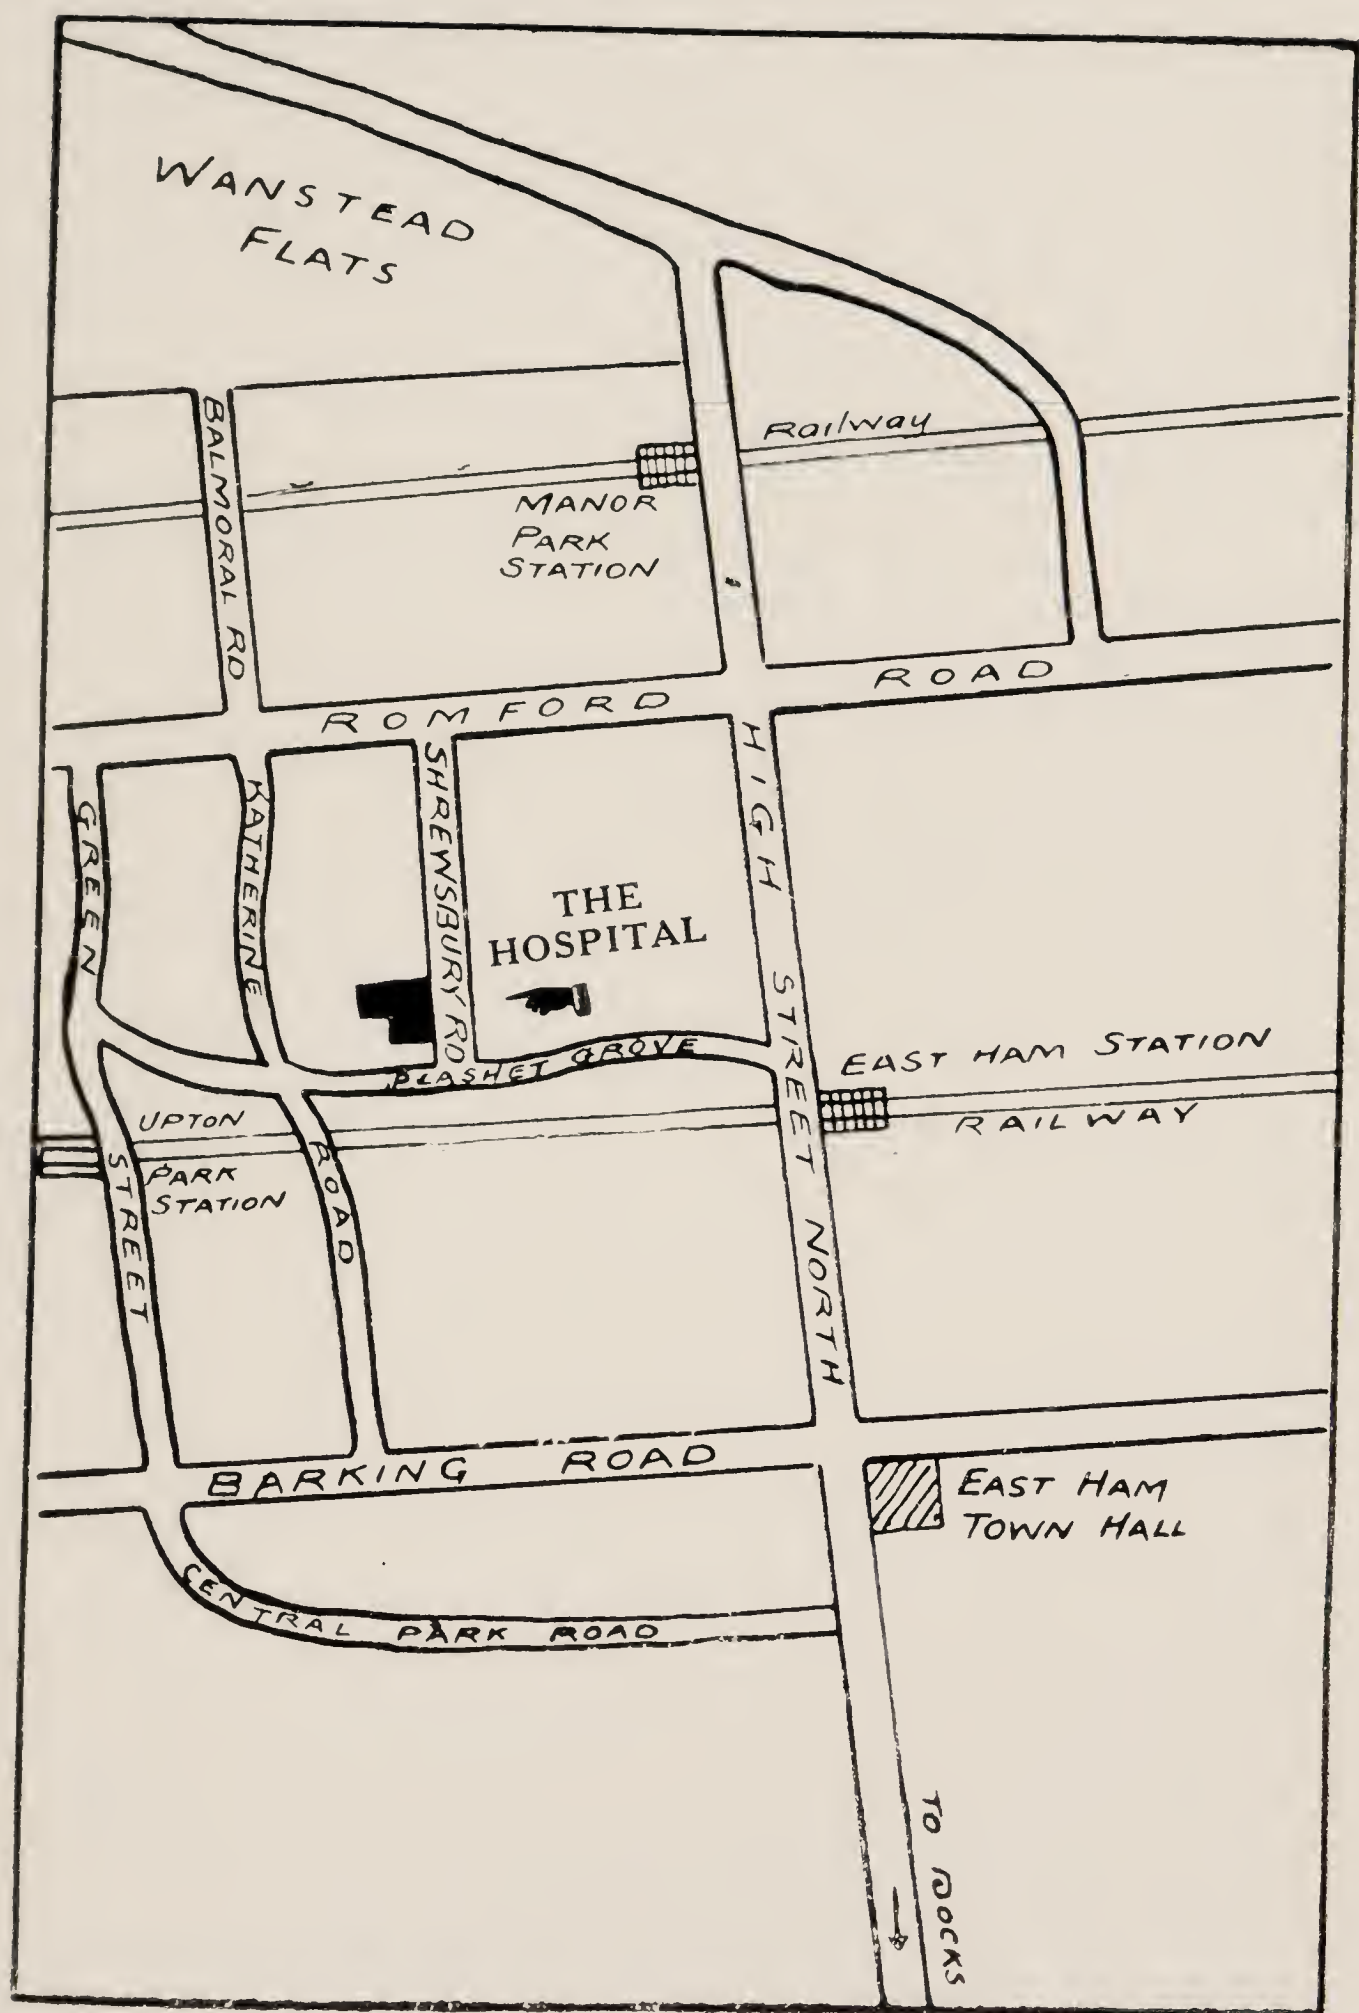 WANSTEAD
FLATS
BALMORAL RD
Railway
MANOR
PARK
STATION
ROMFORD ROAD
GREEN STREET
KATHERINE ROAD
SHREWSBURY RD
HIGH STREET NORTH
THE
HOSPITAL
PLASHET GROVE
EAST HAM STATION
RAILWAY
UPTON
PARK
STATION
BARKING ROAD
EAST HAM
TOWN HALL
CENTRAL PARK ROAD
TO DOCKS